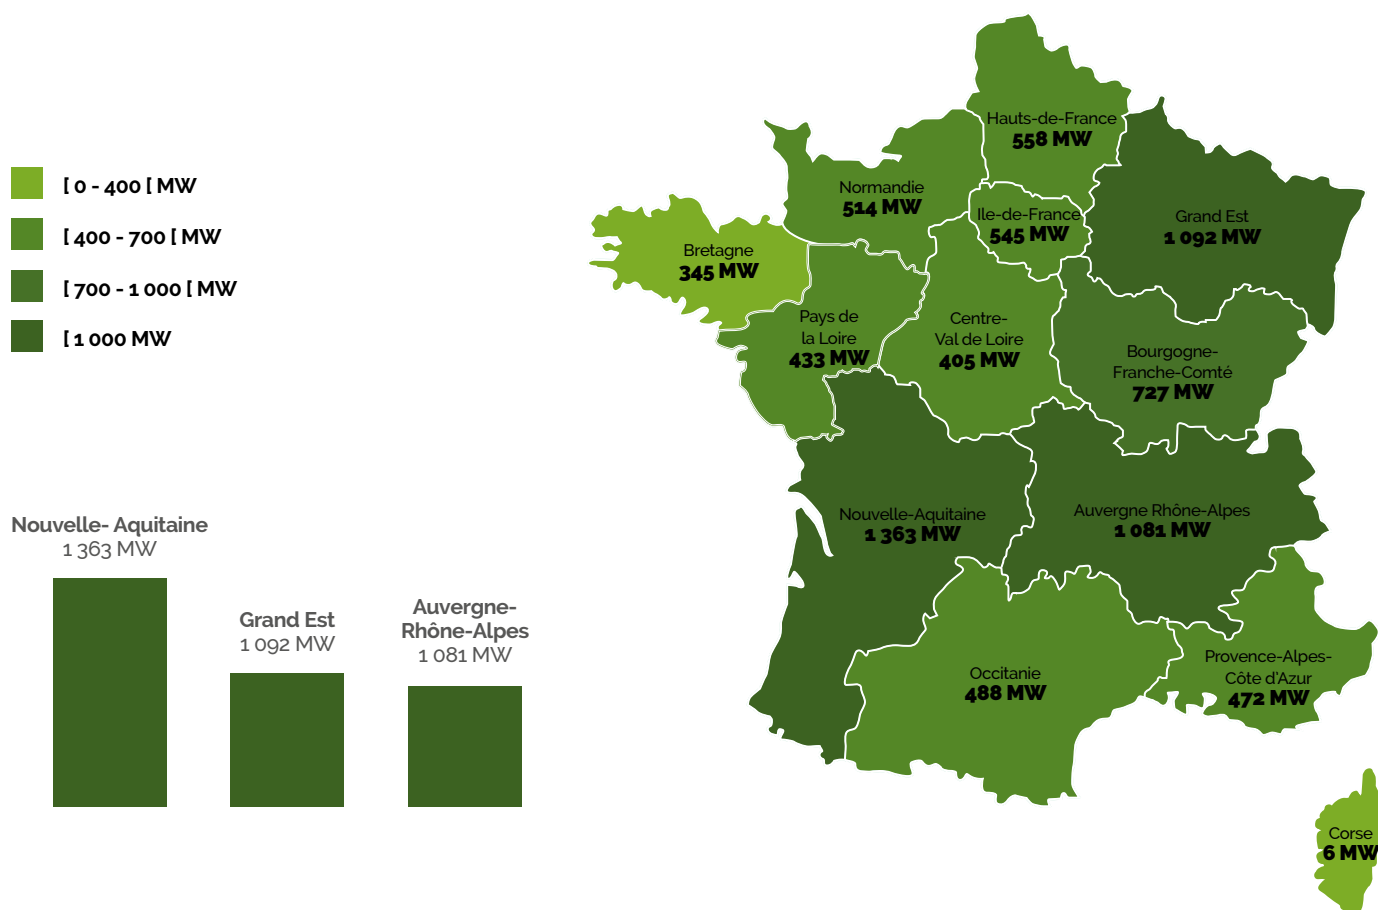 [ 0 - 400 [ MW
[ 400 - 700 [ MW
[ 700 - 1 000 [ MW
[ 1 000 MW
Nouvelle- Aquitaine
1 363 MW
Grand Est
1 092 MW
Auvergne-
Rhône-Alpes
1 081 MW
Hauts-de-France
558 MW
Normandie
514 MW
Ile-de-France
545 MW
Grand Est
1 092 MW
Bretagne
345 MW
Pays de
la Loire
433 MW
Centre-
Val de Loire
405 MW
Bourgogne-
Franche-Comté
727 MW
Nouvelle-Aquitaine
1 363 MW
Auvergne Rhône-Alpes
1 081 MW
Occitanie
488 MW
Provence-Alpes-
Côte d'Azur
472 MW
Corse
6 MW